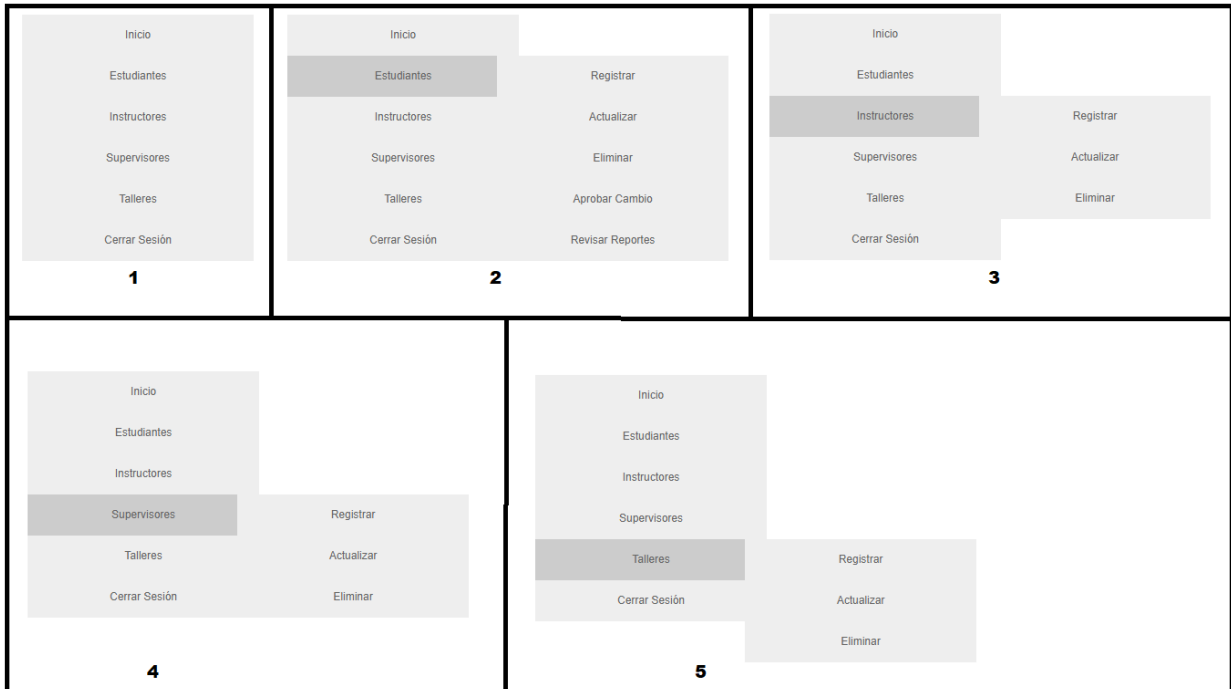 Inicio
Estudiantes
Instructores
Supervisores
Talleres
Cerrar Sesión
1
Inicio
Estudiantes Registrar
Instructores Actualizar
Supervisores Eliminar
Talleres Aprobar Cambio
Cerrar Sesión Revisar Reportes
2
Inicio
Estudiantes
Instructores Registrar
Supervisores Actualizar
Talleres Eliminar
Cerrar Sesión
3
Inicio
Estudiantes
Instructores
Supervisores Registrar
Talleres Actualizar
Cerrar Sesión Eliminar
4
Inicio
Estudiantes
Instructores
Supervisores
Talleres Registrar
Cerrar Sesión Actualizar
Eliminar
5